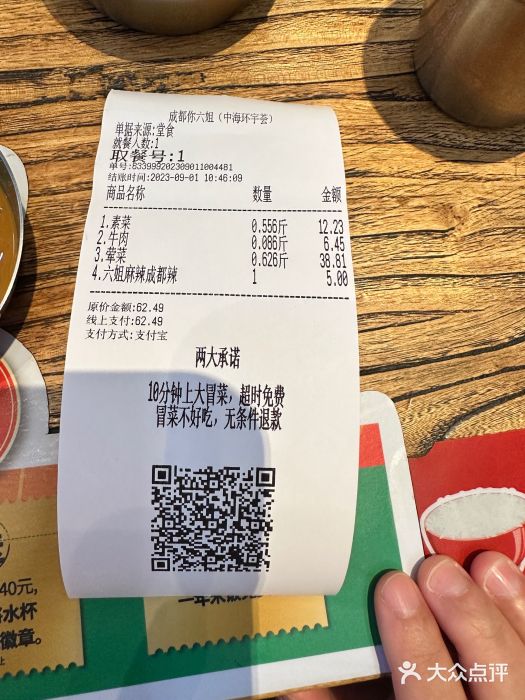 成都你六姐（中海环宇荟）
单据来源:堂食
就餐人数:1
取餐号:1
单号:833999202309011004481
结账时间:2023-09-01 10:46:09
商品名称 数量 金额
1.素菜 0.556斤 12.23
2.牛肉 0.086斤 6.45
3.荤菜 0.626斤 38.81
4.六姐麻辣成都辣 1 5.00
原价金额:62.49
线上支付:62.49
支付方式:支付宝
两大承诺
10分钟上大冒菜，超时免费
冒菜不好吃，无条件退款
40元，
水杯
徽章。
大众点评